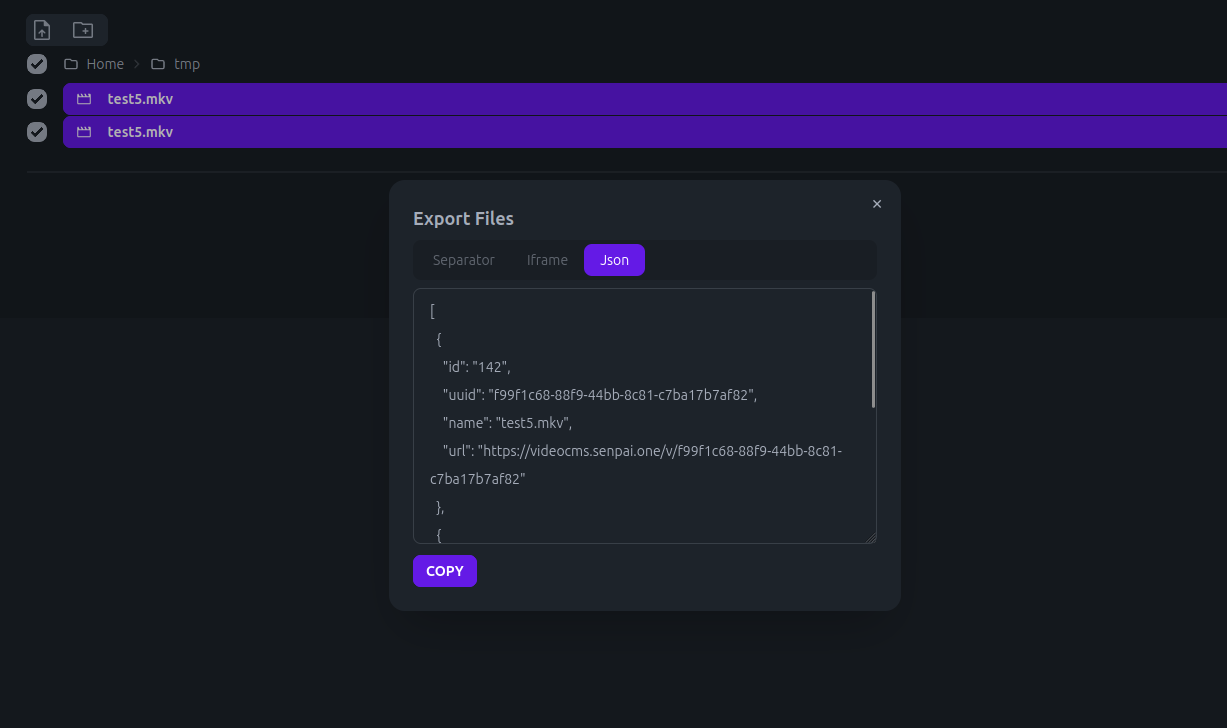 Home > tmp
test5.mkv
test5.mkv
×
Export Files
Separator Iframe Json
[
{
"id": "142",
"uuid": "f99f1c68-88f9-44bb-8c81-c7ba17b7af82",
"name": "test5.mkv",
"url": "https://videocms.senpai.one/v/f99f1c68-88f9-44bb-8c81-
c7ba17b7af82"
},
{
COPY